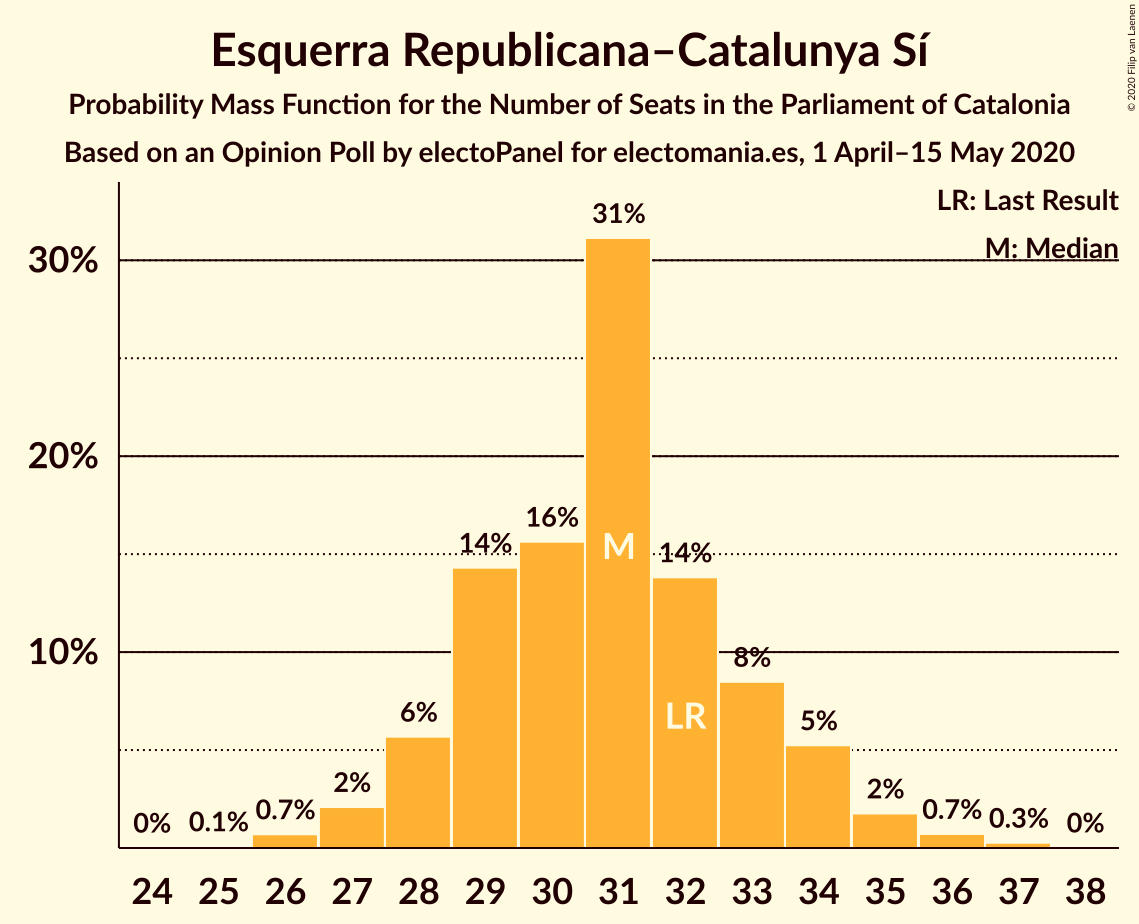 Esquerra Republicana–Catalunya Sí
Probability Mass Function for the Number of Seats in the Parliament of Catalonia
Based on an Opinion Poll by electoPanel for electomania.es, 1 April–15 May 2020
© 2020 Filip van Laenen
LR: Last Result
M: Median
30%
20%
10%
0%
0.1%
0.7%
2%
6%
14%
16%
31%
14%
8%
5%
2%
0.7%
0.3%
0%
M
LR
24 25 26 27 28 29 30 31 32 33 34 35 36 37 38